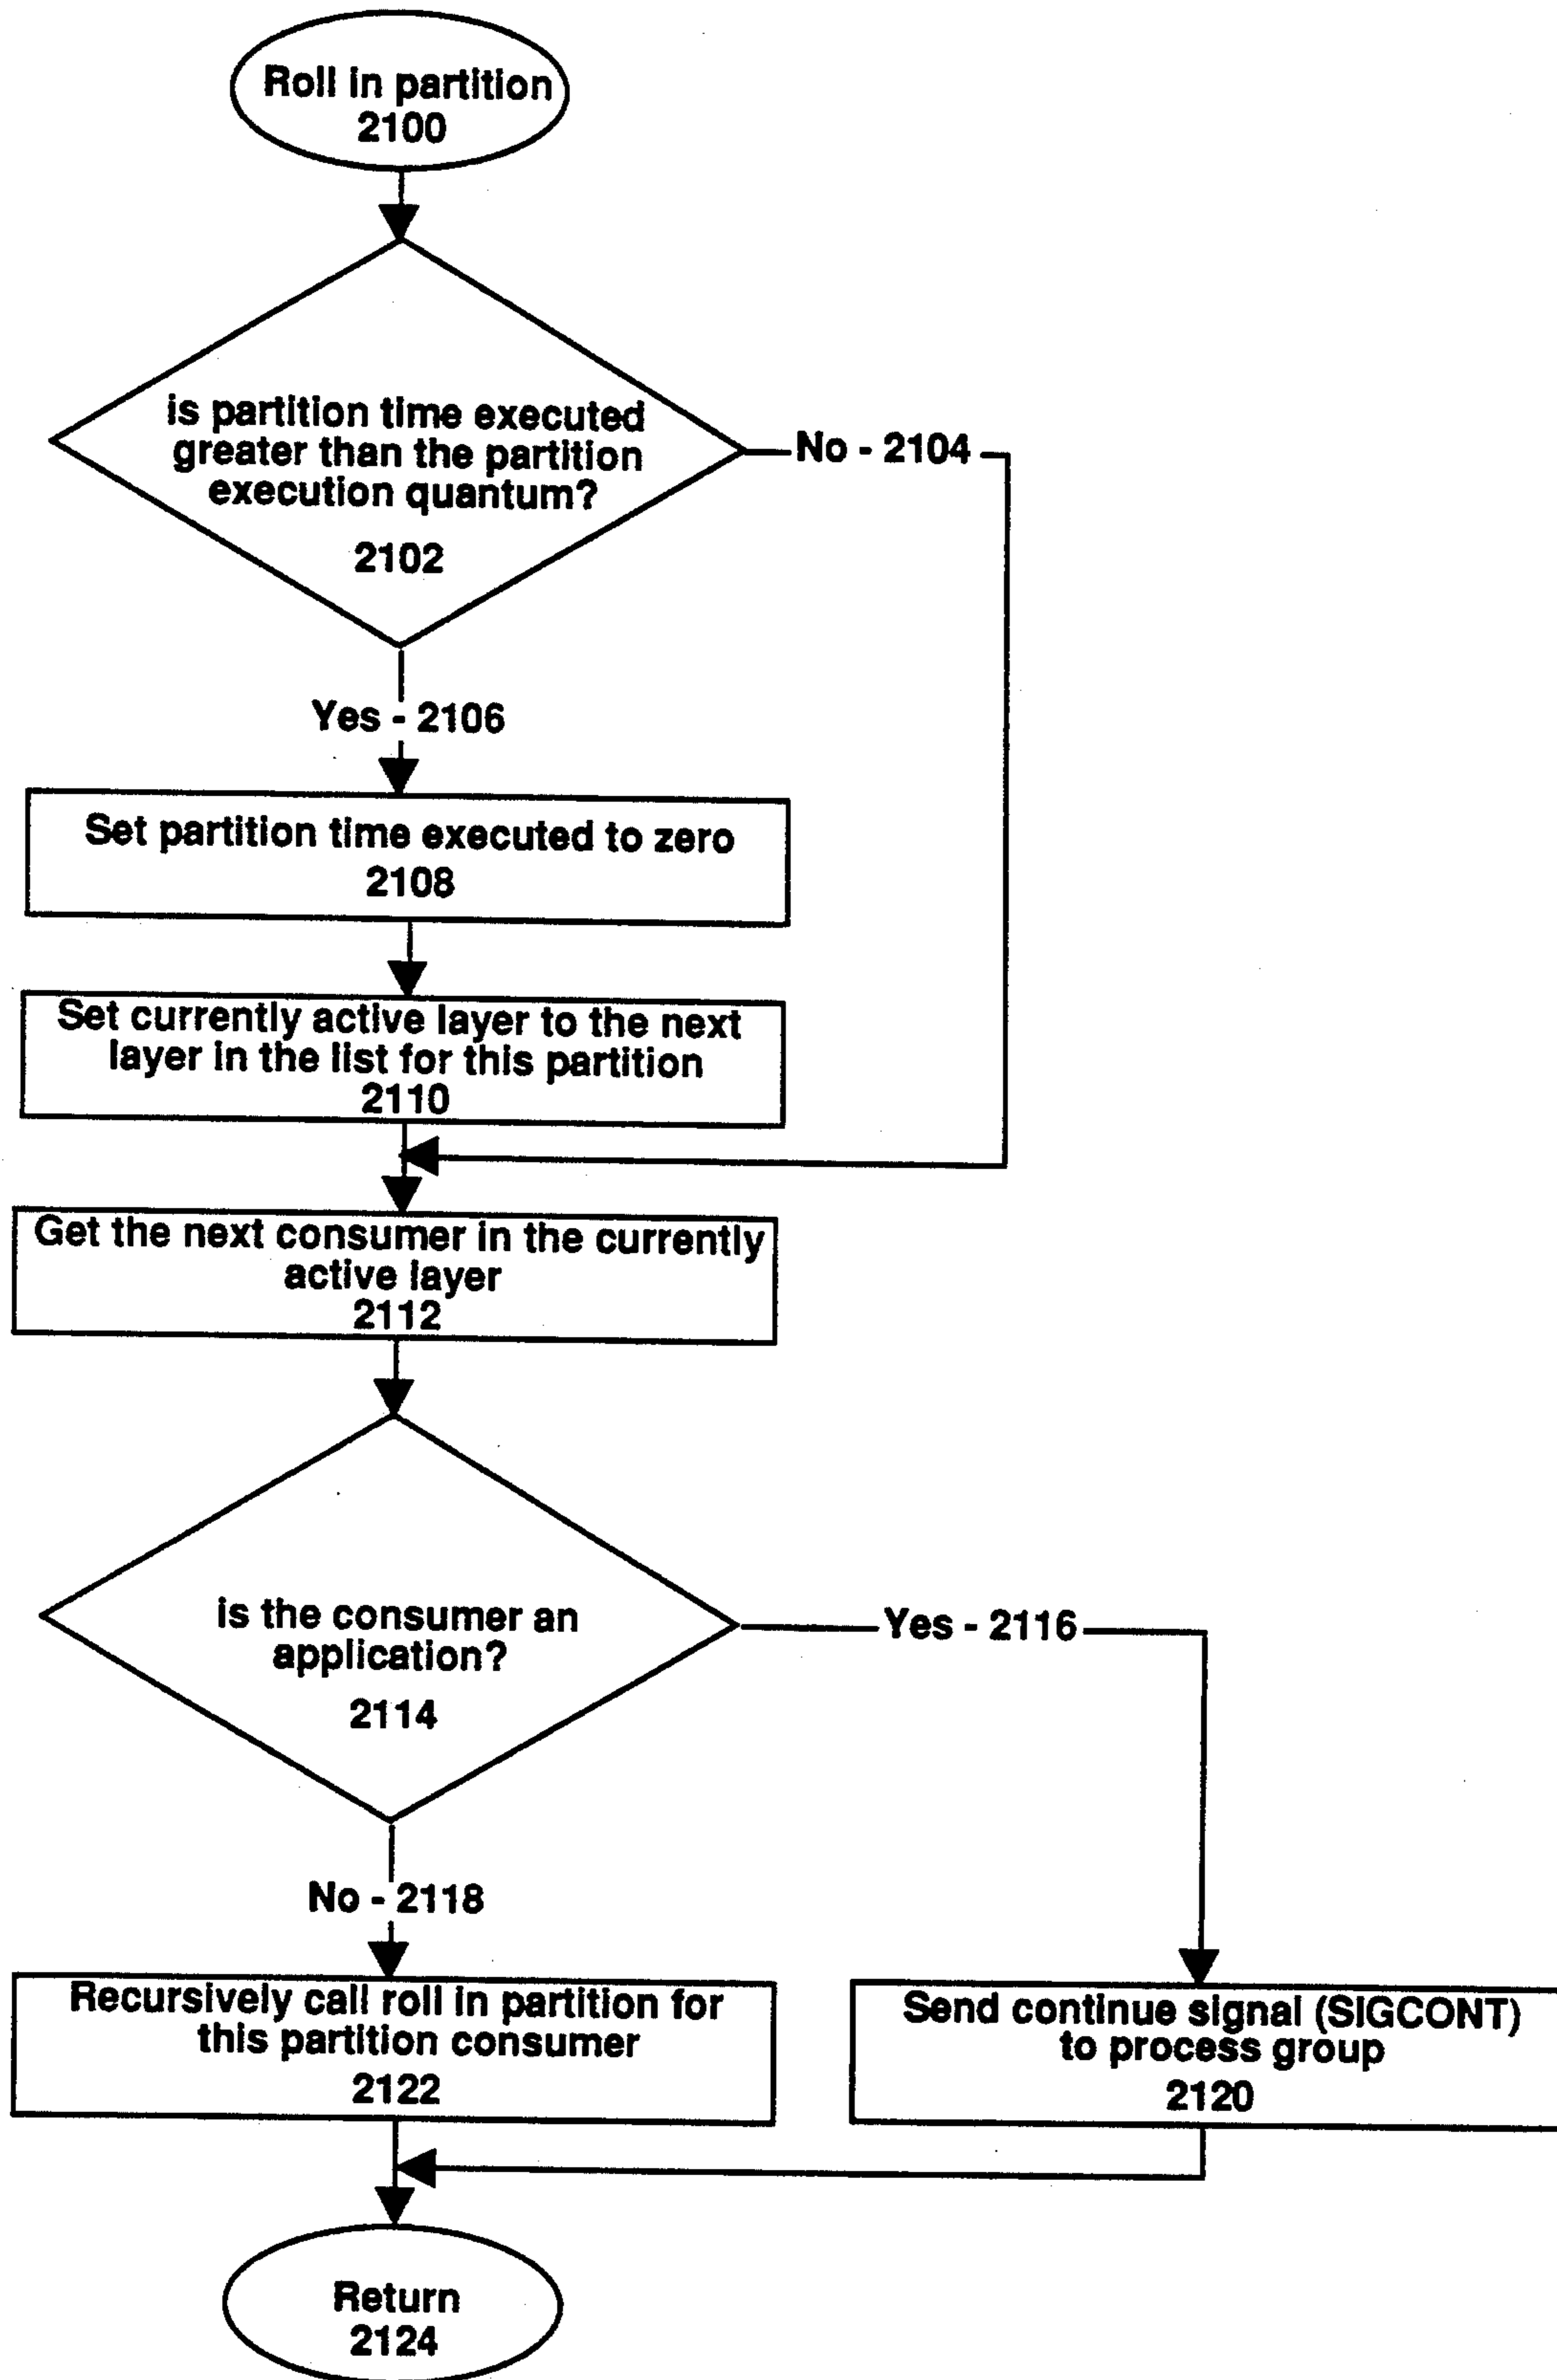 Roll in partition
2100
is partition time executed
greater than the partition
execution quantum?
2102
No - 2104
Yes - 2106
Set partition time executed to zero
2108
Set currently active layer to the next
layer in the list for this partition
2110
Get the next consumer in the currently
active layer
2112
is the consumer an
application?
2114
Yes - 2116
No - 2118
Recursively call roll in partition for
this partition consumer
2122
Send continue signal (SIGCONT)
to process group
2120
Return
2124